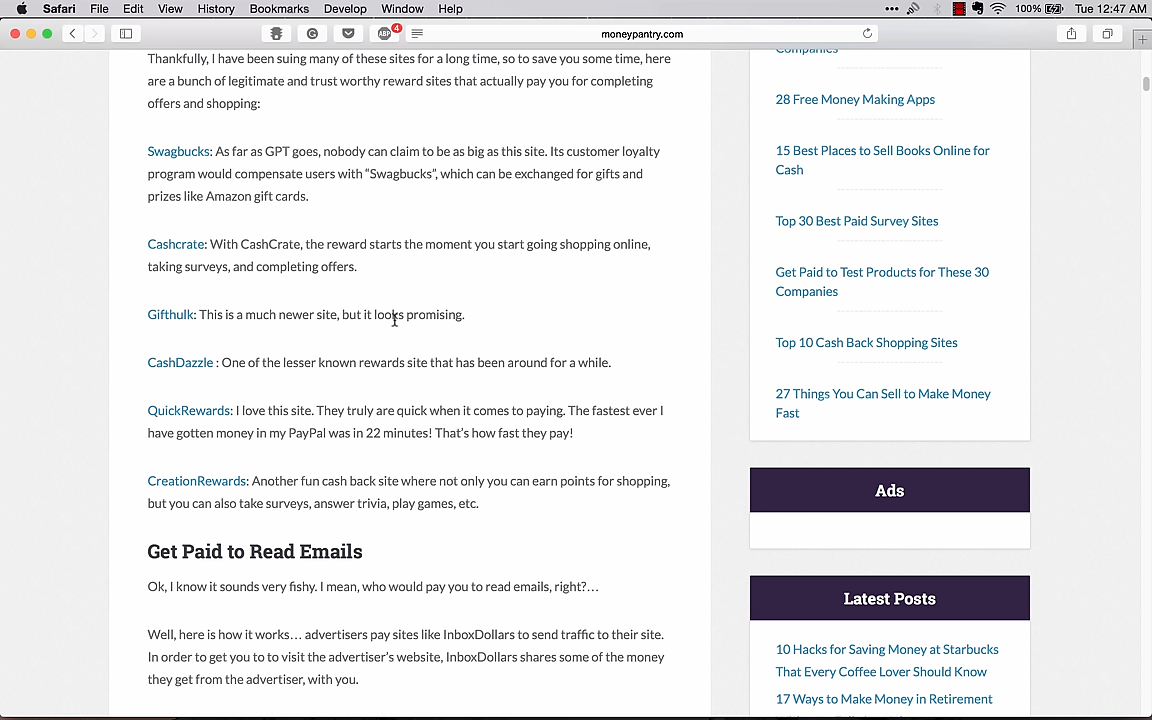 Safari File Edit View History Bookmarks Develop Window Help
4
100%
Tue 12:47 AM
ABP
moneypantry.com
Thankfully, I have been suing many of these sites for a long time, so to save you some time, here
are a bunch of legitimate and trust worthy reward sites that actually pay you for completing
offers and shopping:
Swagbucks: As far as GPT goes, nobody can claim to be as big as this site. Its customer loyalty
program would compensate users with “Swagbucks”, which can be exchanged for gifts and
prizes like Amazon gift cards.
Cashcrate: With CashCrate, the reward starts the moment you start going shopping online,
taking surveys, and completing offers.
Gifthulk: This is a much newer site, but it looks promising.
CashDazzle : One of the lesser known rewards site that has been around for a while.
QuickRewards: I love this site. They truly are quick when it comes to paying. The fastest ever I
have gotten money in my PayPal was in 22 minutes! That’s how fast they pay!
CreationRewards: Another fun cash back site where not only you can earn points for shopping,
but you can also take surveys, answer trivia, play games, etc.
Get Paid to Read Emails
Ok, I know it sounds very fishy. I mean, who would pay you to read emails, right?…
Well, here is how it works… advertisers pay sites like InboxDollars to send traffic to their site.
In order to get you to to visit the advertiser’s website, InboxDollars shares some of the money
they get from the advertiser, with you.
Companies
28 Free Money Making Apps
15 Best Places to Sell Books Online for
Cash
Top 30 Best Paid Survey Sites
Get Paid to Test Products for These 30
Companies
Top 10 Cash Back Shopping Sites
27 Things You Can Sell to Make Money
Fast
Ads
Latest Posts
10 Hacks for Saving Money at Starbucks
That Every Coffee Lover Should Know
17 Ways to Make Money in Retirement